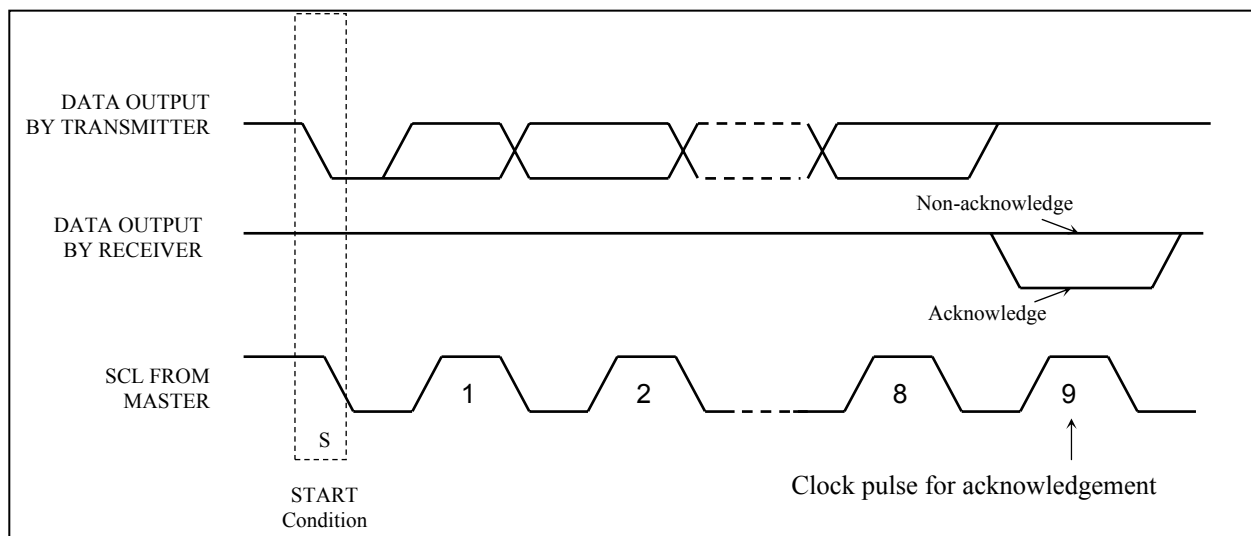 DATA OUTPUT
BY TRANSMITTER
DATA OUTPUT
BY RECEIVER
Non-acknowledge
Acknowledge
SCL FROM
MASTER
1
2
8
9
S
START
Condition
Clock pulse for acknowledgement